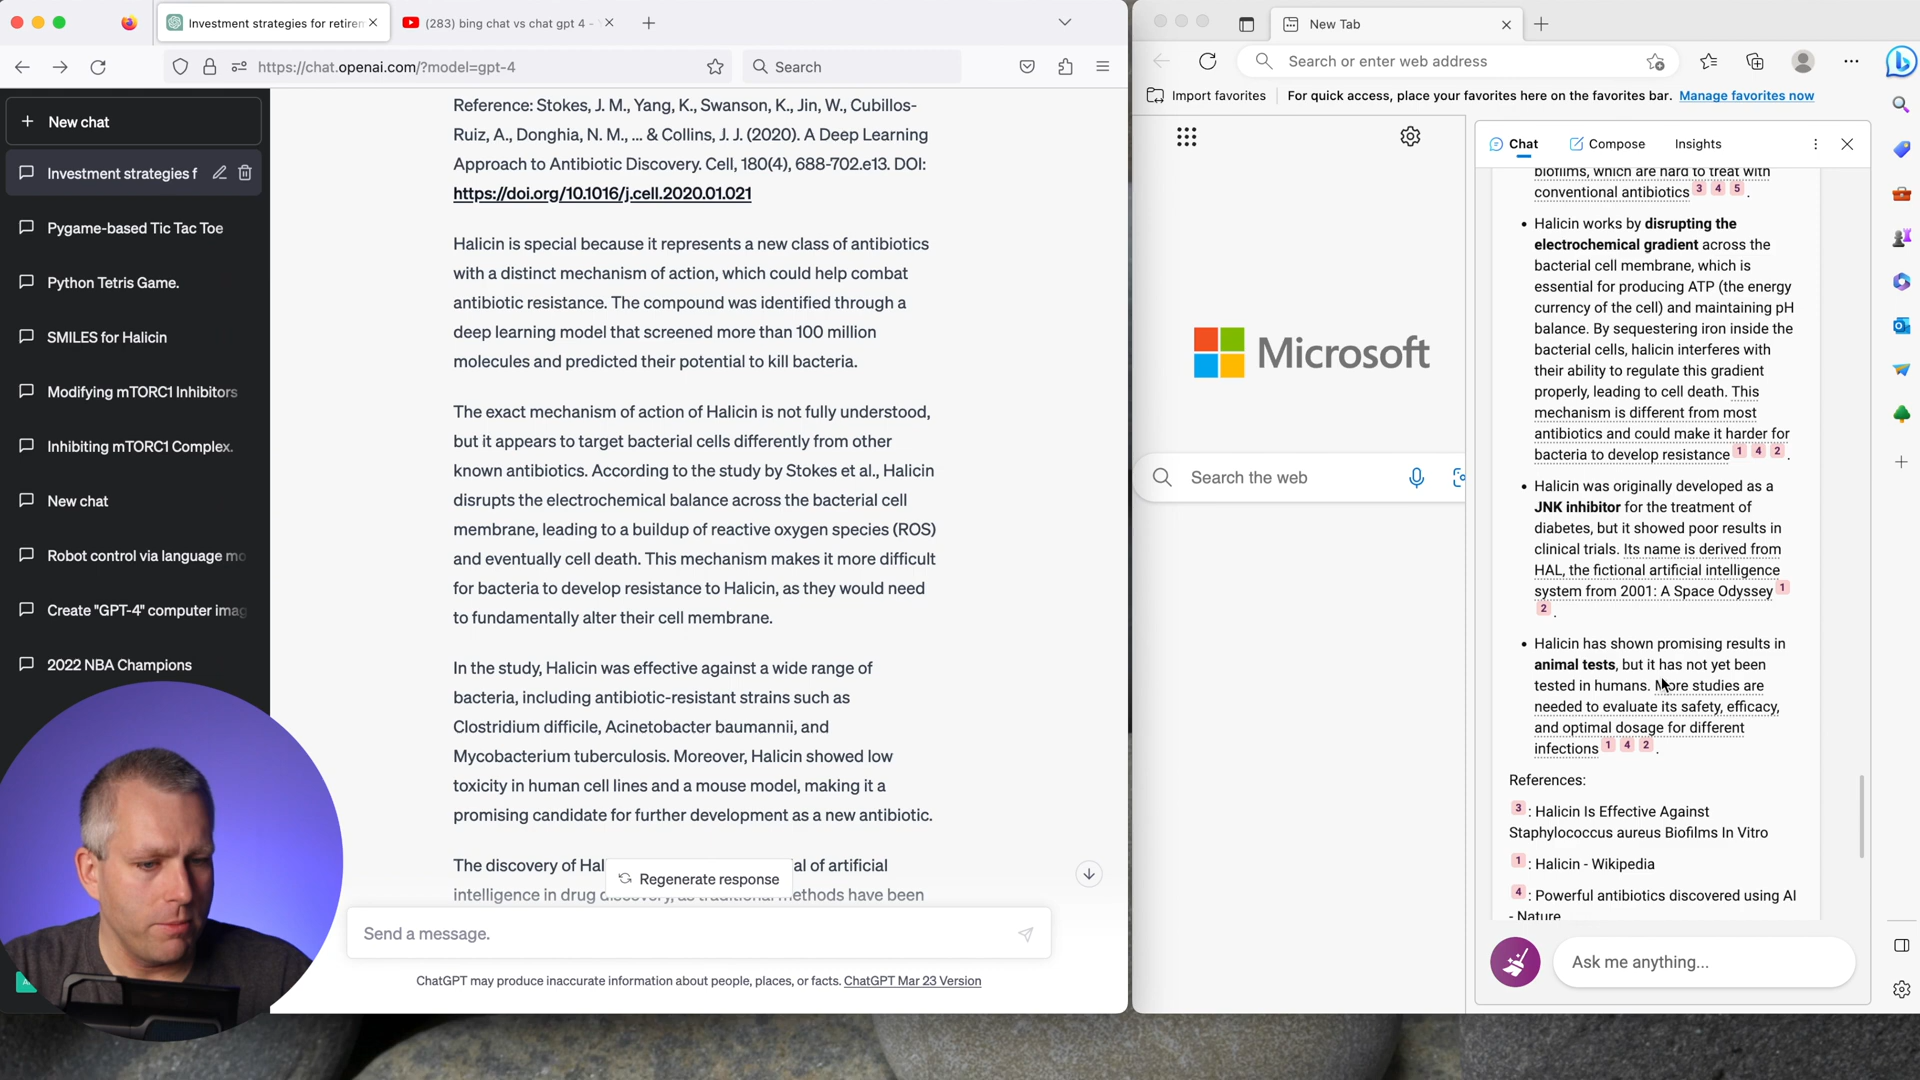 Investment strategies for retirem
(283) bing chat vs chat gpt 4 -
https://chat.openai.com/?model=gpt-4
Search
New chat
Investment strategies f
Pygame-based Tic Tac Toe
Python Tetris Game.
SMILES for Halicin
Modifying mTORC1 Inhibitors
Inhibiting mTORC1 Complex.
New chat
Robot control via language mo
Create "GPT-4" computer imag
2022 NBA Champions
Reference: Stokes, J. M., Yang, K., Swanson, K., Jin, W., Cubillos-
Ruiz, A., Donghia, N. M., ... & Collins, J. J. (2020). A Deep Learning
Approach to Antibiotic Discovery. Cell, 180(4), 688-702.e13. DOI:
https://doi.org/10.1016/j.cell.2020.01.021
Halicin is special because it represents a new class of antibiotics
with a distinct mechanism of action, which could help combat
antibiotic resistance. The compound was identified through a
deep learning model that screened more than 100 million
molecules and predicted their potential to kill bacteria.
The exact mechanism of action of Halicin is not fully understood,
but it appears to target bacterial cells differently from other
known antibiotics. According to the study by Stokes et al., Halicin
disrupts the electrochemical balance across the bacterial cell
membrane, leading to a buildup of reactive oxygen species (ROS)
and eventually cell death. This mechanism makes it more difficult
for bacteria to develop resistance to Halicin, as they would need
to fundamentally alter their cell membrane.
In the study, Halicin was effective against a wide range of
bacteria, including antibiotic-resistant strains such as
Clostridium difficile, Acinetobacter baumannii, and
Mycobacterium tuberculosis. Moreover, Halicin showed low
toxicity in human cell lines and a mouse model, making it a
promising candidate for further development as a new antibiotic.
The discovery of Hal al of artificial
Regenerate response
intelligence in drug discovery, as traditional methods have been
Send a message.
ChatGPT may produce inaccurate information about people, places, or facts. ChatGPT Mar 23 Version
New Tab
Search or enter web address
Import favorites
For quick access, place your favorites here on the favorites bar. Manage favorites now
Microsoft
Search the web
Chat
Compose
Insights
biofilms, which are hard to treat with
conventional antibiotics 3 4 5 .
• Halicin works by disrupting the
electrochemical gradient across the
bacterial cell membrane, which is
essential for producing ATP (the energy
currency of the cell) and maintaining pH
balance. By sequestering iron inside the
bacterial cells, halicin interferes with
their ability to regulate this gradient
properly, leading to cell death. This
mechanism is different from most
antibiotics and could make it harder for
bacteria to develop resistance 1 4 2 .
• Halicin was originally developed as a
JNK inhibitor for the treatment of
diabetes, but it showed poor results in
clinical trials. Its name is derived from
HAL, the fictional artificial intelligence
system from 2001: A Space Odyssey 1
2 .
• Halicin has shown promising results in
animal tests, but it has not yet been
tested in humans. More studies are
needed to evaluate its safety, efficacy,
and optimal dosage for different
infections 1 4 2 .
References:
3 : Halicin Is Effective Against
Staphylococcus aureus Biofilms In Vitro
1 : Halicin - Wikipedia
4 : Powerful antibiotics discovered using AI
- Nature
Ask me anything...